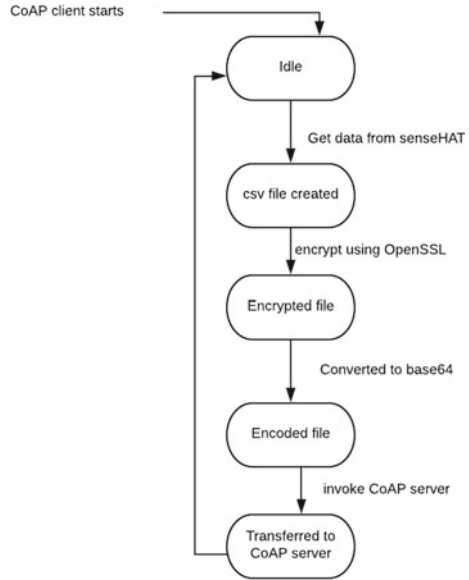 CoAP client starts
Idle
Get data from senseHAT
csv file created
encrypt using OpenSSL
Encrypted file
Converted to base64
Encoded file
invoke CoAP server
Transferred to
CoAP server